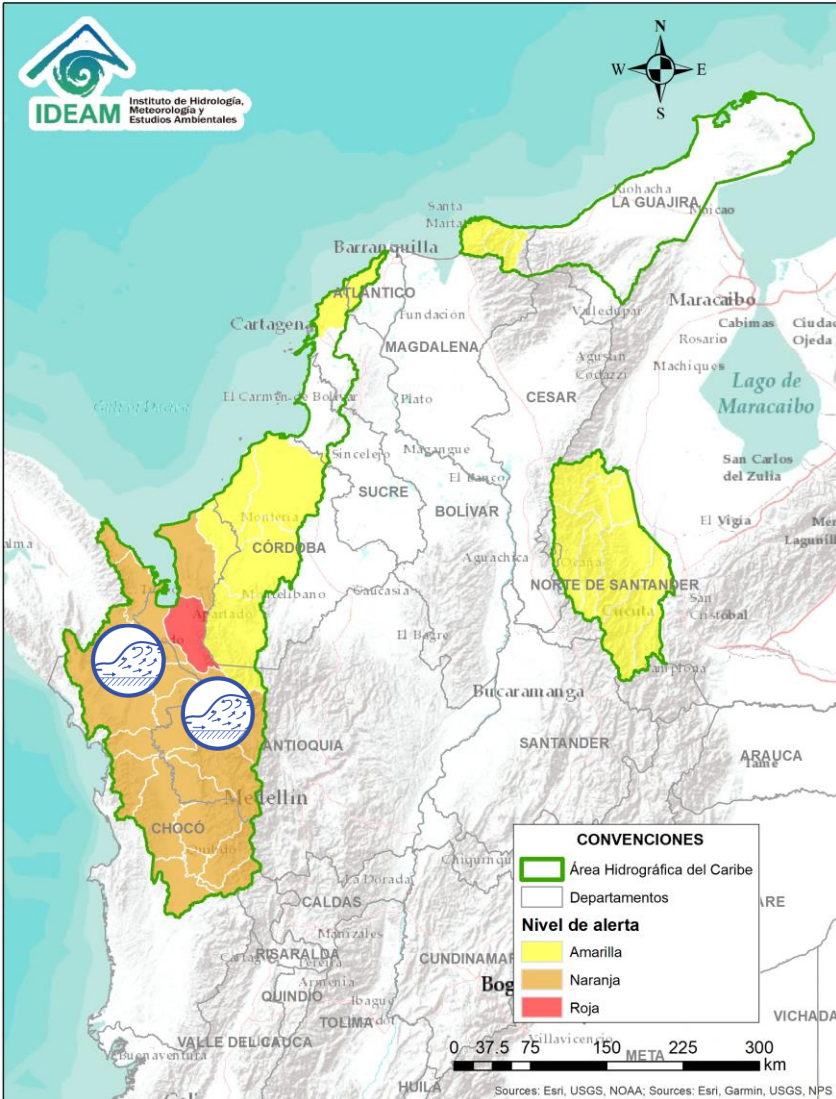 IDEAM
Instituto de Hidrología,
Meteorología y
Estudios Ambientales
N
W
E
S
Riohacha
LA GUAJIRA
Maicao
Santa
Marta
Barranquilla
ATLÁNTICO
Maracaibo
Cabimas
Ciudad
Ojeda
Cartagena
Fundación
Valledupar
Rosario
MAGDALENA
Agustín
Codazzi
Machiques
Lago de
Maracaibo
El Carmen de Bolívar
Plato
CESAR
Sincelejo
Magangué
San Carlos
del Zulia
El Banco
SUCRE
BOLÍVAR
Montería
El Vigía
CÓRDOBA
Aguachica
Ocaña
NORTE DE SANTANDER
Montelíbano
Caucasia
Apartado
Cúcuta
San
Cristóbal
El Bagre
Pamplona
Bucaramanga
ANTIOQUIA
SANTANDER
ARAUCA
Tame
Medellín
CHOCÓ
Quibdó
La Dorada
CALDAS
Manizales
RISARALDA
Pereira
Armenia
QUINDIO
Ibagué
TOLIMA
VICHADA
VALLE DEL CAUCA
Buenaventura
Villavicencio
META
HUILA
CONVENCIONES
Área Hidrográfica del Caribe
Departamentos
Nivel de alerta
Amarilla
Naranja
Roja
0 37.5 75 150 225 300
km
Sources: Esri, USGS, NOAA; Sources: Esri, Garmin, USGS, NPS